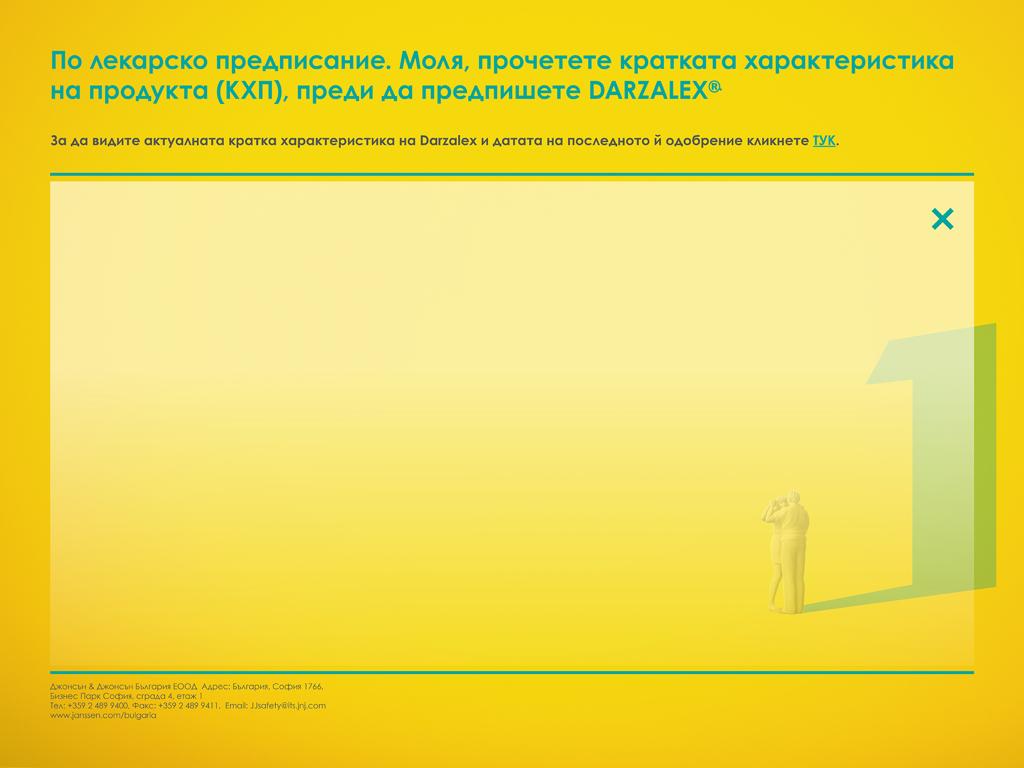 По лекарско предписание. Моля, прочетете кратката характеристика
на продукта (КХП), преди да предпишете DARZALEX®.
За да видите актуалната кратка характеристика на Darzalex и датата на последното й одобрение кликнете ТУК.
Джонсън & Джонсън България ЕООД Адрес: България, София 1766,
Бизнес Парк София, сграда 4, етаж 1
Тел: +359 2 489 9400, Факс: +359 2 489 9411, Email: JJsafety@its.jnj.com
www.janssen.com/bulgaria